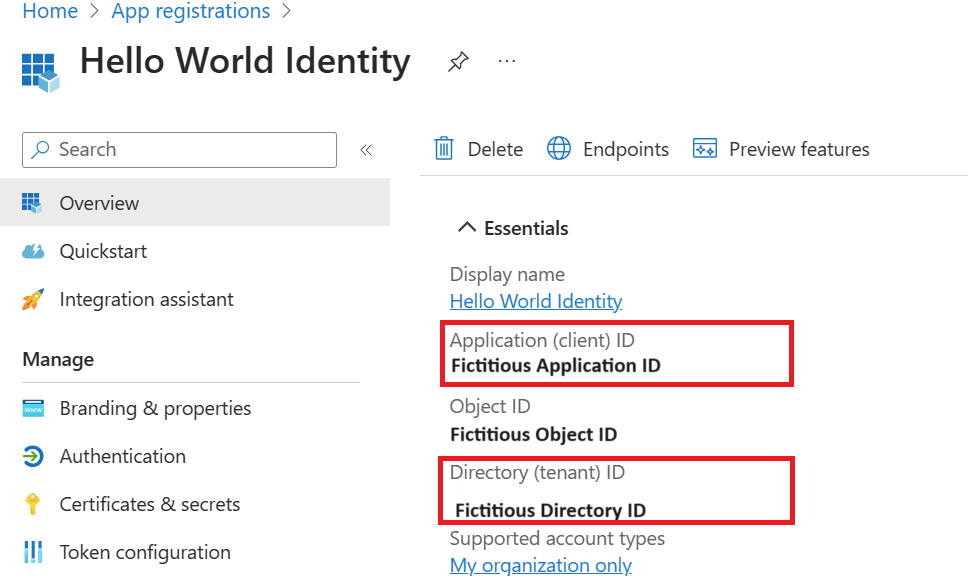 Home > App registrations >
Hello World Identity ...
Search «
Delete Endpoints Preview features
Overview
Quickstart
Integration assistant
Manage
Branding & properties
Authentication
Certificates & secrets
Token configuration
Essentials
Display name
Hello World Identity
Application (client) ID
Fictitious Application ID
Object ID
Fictitious Object ID
Directory (tenant) ID
Fictitious Directory ID
Supported account types
My organization only